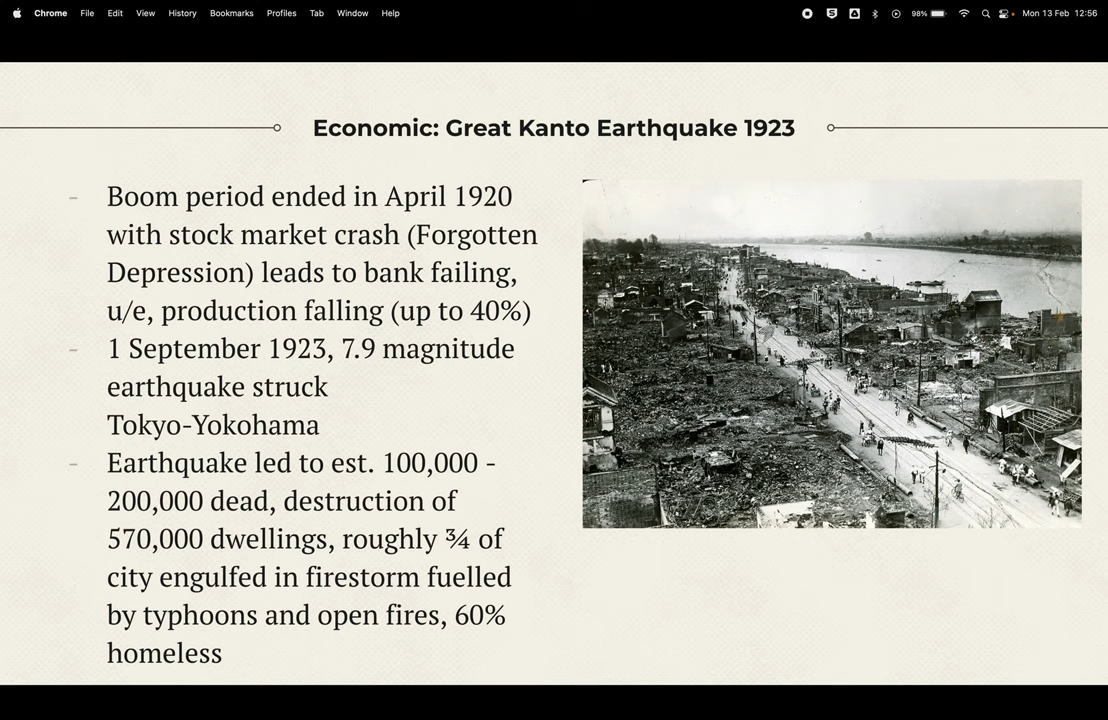 Chrome File Edit View History Bookmarks Profiles Tab Window Help 98% Mon 13 Feb 12:56
Economic: Great Kanto Earthquake 1923
- Boom period ended in April 1920
with stock market crash (Forgotten
Depression) leads to bank failing,
u/e, production falling (up to 40%)
- 1 September 1923, 7.9 magnitude
earthquake struck
Tokyo-Yokohama
- Earthquake led to est. 100,000 -
200,000 dead, destruction of
570,000 dwellings, roughly ¾ of
city engulfed in firestorm fuelled
by typhoons and open fires, 60%
homeless